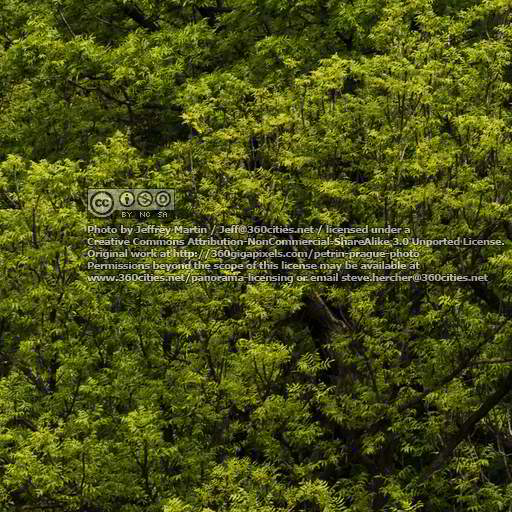 cc
BY NC SA
Photo by Jeffrey Martin / Jeff@360cities.net / licensed under a
Creative Commons Attribution-NonCommercial-ShareAlike 3.0 Unported License.
Original work at http://360gigapixels.com/petrin-prague-photo
Permissions beyond the scope of this license may be available at
www.360cities.net/panorama-licensing or email steve.hercher@360cities.net